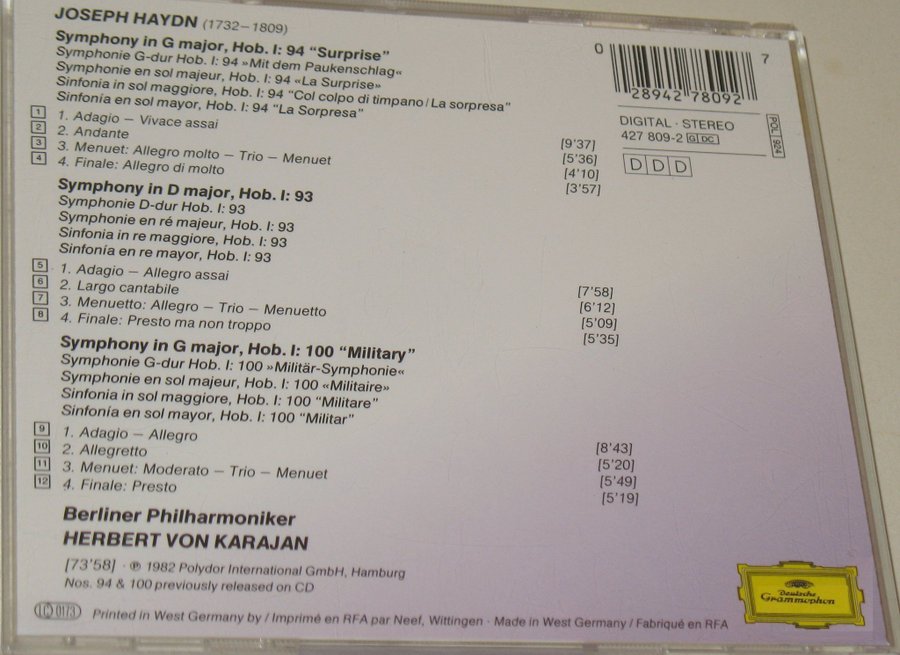 JOSEPH HAYDN (1732–1809)
Symphony in G major, Hob. I: 94 “Surprise”
Symphonie G-dur Hob. I: 94 »Mit dem Paukenschlag«
Symphonie en sol majeur, Hob. I: 94 «La Surprise»
Sinfonia in sol maggiore, Hob. I: 94 “Col colpo di timpano/La sorpresa”
Sinfonía en sol mayor, Hob. I: 94 “La Sorpresa”
1 1. Adagio – Vivace assai [9'37]
2 2. Andante [5'36]
3 3. Menuet: Allegro molto – Trio – Menuet [4'10]
4 4. Finale: Allegro di molto [3'57]
Symphony in D major, Hob. I: 93
Symphonie D-dur Hob. I: 93
Symphonie en ré majeur, Hob. I: 93
Sinfonia in re maggiore, Hob. I: 93
Sinfonía en re mayor, Hob. I: 93
5 1. Adagio – Allegro assai [7'58]
6 2. Largo cantabile [6'12]
7 3. Menuetto: Allegro – Trio – Menuetto [5'09]
8 4. Finale: Presto ma non troppo [5'35]
Symphony in G major, Hob. I: 100 “Military”
Symphonie G-dur Hob. I: 100 »Militär-Symphonie«
Symphonie en sol majeur, Hob. I: 100 «Militaire»
Sinfonia in sol maggiore, Hob. I: 100 “Militare”
Sinfonía en sol mayor, Hob. I: 100 “Militar”
9 1. Adagio – Allegro [8'43]
10 2. Allegretto [5'20]
11 3. Menuet: Moderato – Trio – Menuet [5'49]
12 4. Finale: Presto [5'19]
Berliner Philharmoniker
HERBERT VON KARAJAN
[73'58] · ℗ 1982 Polydor International GmbH, Hamburg
Nos. 94 & 100 previously released on CD
LC 0173 Printed in West Germany by / Imprimé en RFA par Neef, Wittingen · Made in West Germany / Fabriqué en RFA
0 28942 78092 7
DIGITAL · STEREO
427 809-2 G DC
POL 924
D D D
Deutsche
Grammophon